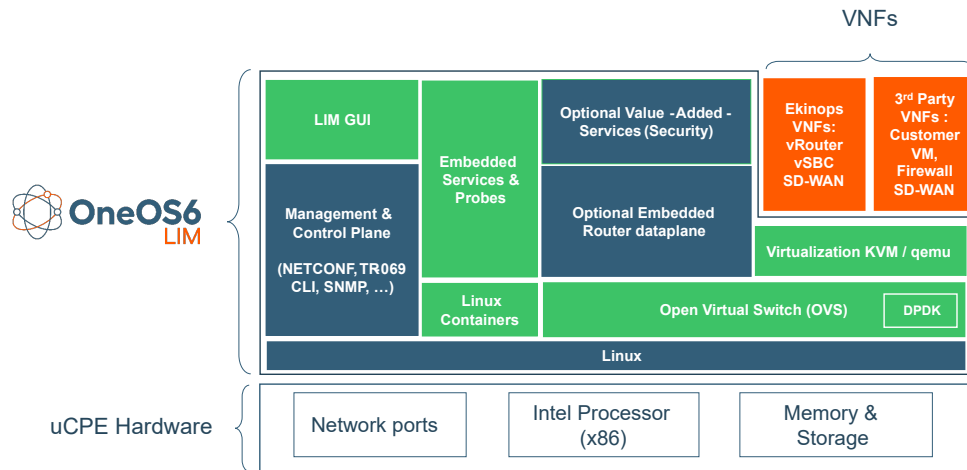 VNFs
LIM GUI
Embedded
Services &
Probes
Optional Value -Added -
Services (Security)
Ekinops
VNFs:
vRouter
vSBC
SD-WAN
3rd Party
VNFs :
Customer
VM,
Firewall
SD-WAN
OneOS6
LIM
Management &
Control Plane
(NETCONF, TR069
CLI, SNMP, ...)
Optional Embedded
Router dataplane
Virtualization KVM / qemu
Linux
Containers
Open Virtual Switch (OVS)
DPDK
Linux
uCPE Hardware
Network ports
Intel Processor
(x86)
Memory &
Storage